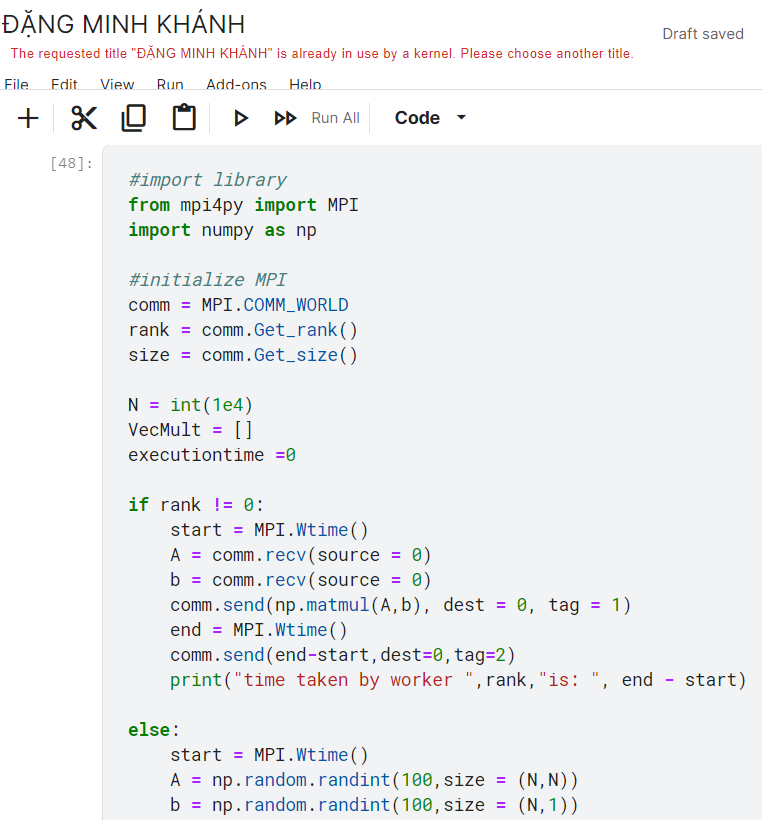 ĐẶNG MINH KHÁNH
Draft saved
The requested title "ĐẶNG MINH KHÁNH" is already in use by a kernel. Please choose another title.
File Edit View Run Add-ons Help
Run All Code
[48]:
#import library
from mpi4py import MPI
import numpy as np

#initialize MPI
comm = MPI.COMM_WORLD
rank = comm.Get_rank()
size = comm.Get_size()

N = int(1e4)
VecMult = []
executiontime =0

if rank != 0:
    start = MPI.Wtime()
    A = comm.recv(source = 0)
    b = comm.recv(source = 0)
    comm.send(np.matmul(A,b), dest = 0, tag = 1)
    end = MPI.Wtime()
    comm.send(end-start,dest=0,tag=2)
    print("time taken by worker ",rank,"is: ", end - start)

else:
    start = MPI.Wtime()
    A = np.random.randint(100,size = (N,N))
    b = np.random.randint(100,size = (N,1))